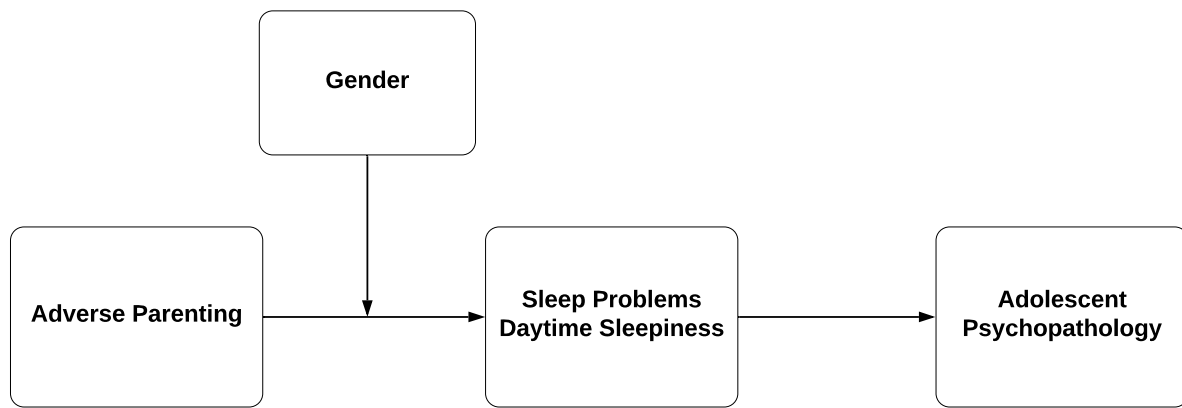 Gender
Adverse Parenting
Sleep Problems
Daytime Sleepiness
Adolescent
Psychopathology